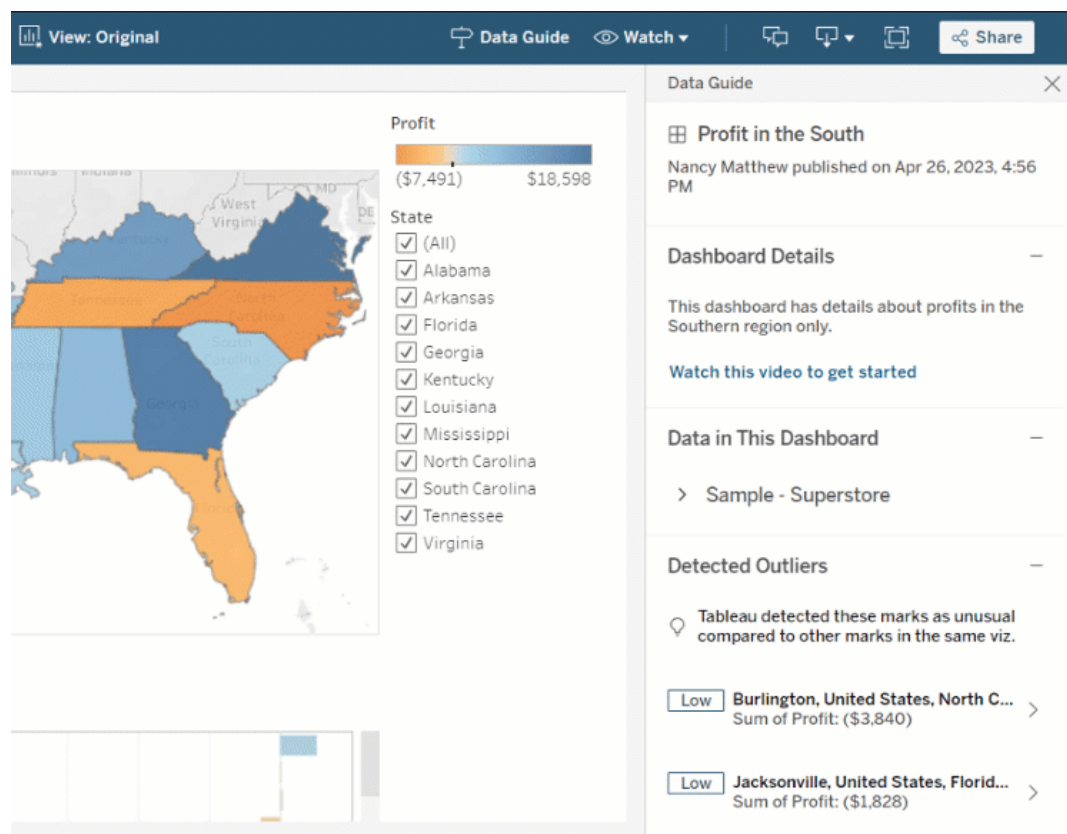 View: Original
Data Guide
Watch
Share
Profit
($7,491) $18,598
State
(All)
Alabama
Arkansas
Florida
Georgia
Kentucky
Louisiana
Mississippi
North Carolina
South Carolina
Tennessee
Virginia
West
Virginia
MD
DE
Kentucky
Tennessee
North
Carolina
South
Carolina
Georgia
Florida
Data Guide
Profit in the South
Nancy Matthew published on Apr 26, 2023, 4:56
PM
Dashboard Details
This dashboard has details about profits in the
Southern region only.
Watch this video to get started
Data in This Dashboard
Sample - Superstore
Detected Outliers
Tableau detected these marks as unusual
compared to other marks in the same viz.
Low
Burlington, United States, North C...
Sum of Profit: ($3,840)
Low
Jacksonville, United States, Florid...
Sum of Profit: ($1,828)